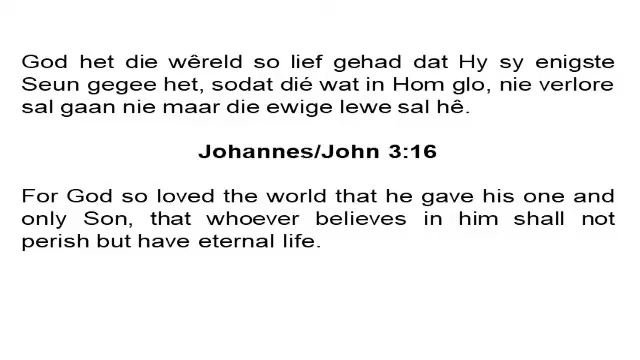 God het die wêreld so lief gehad dat Hy sy enigste
Seun gegee het, sodat dié wat in Hom glo, nie verlore
sal gaan nie maar die ewige lewe sal hê.
Johannes/John 3:16
For God so loved the world that he gave his one and
only Son, that whoever believes in him shall not
perish but have eternal life.